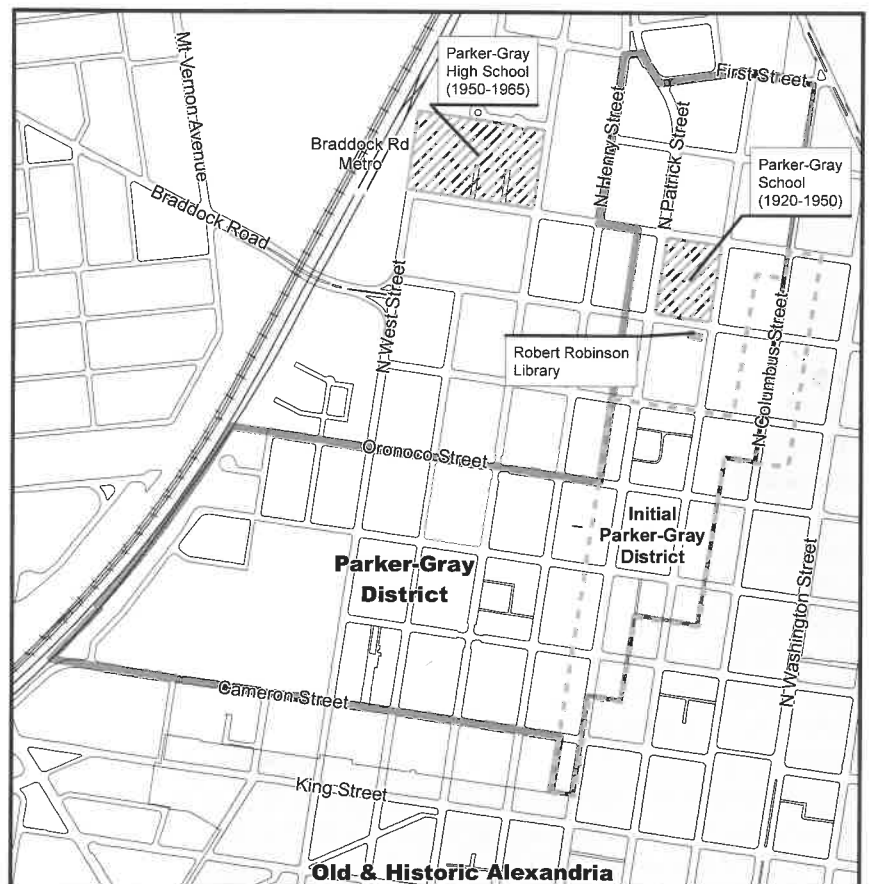 Parker-Gray
High School
(1950-1965)
Mt Vernon Avenue
First Street
Braddock Rd
Metro
N Henry Street
N Patrick Street
Parker-Gray
School
(1920-1950)
Braddock Road
N West Street
N Columbus Street
Robert Robinson
Library
Oronoco Street
Initial
Parker-Gray
District
Parker-Gray
District
N Washington Street
Cameron Street
King Street
Old & Historic Alexandria